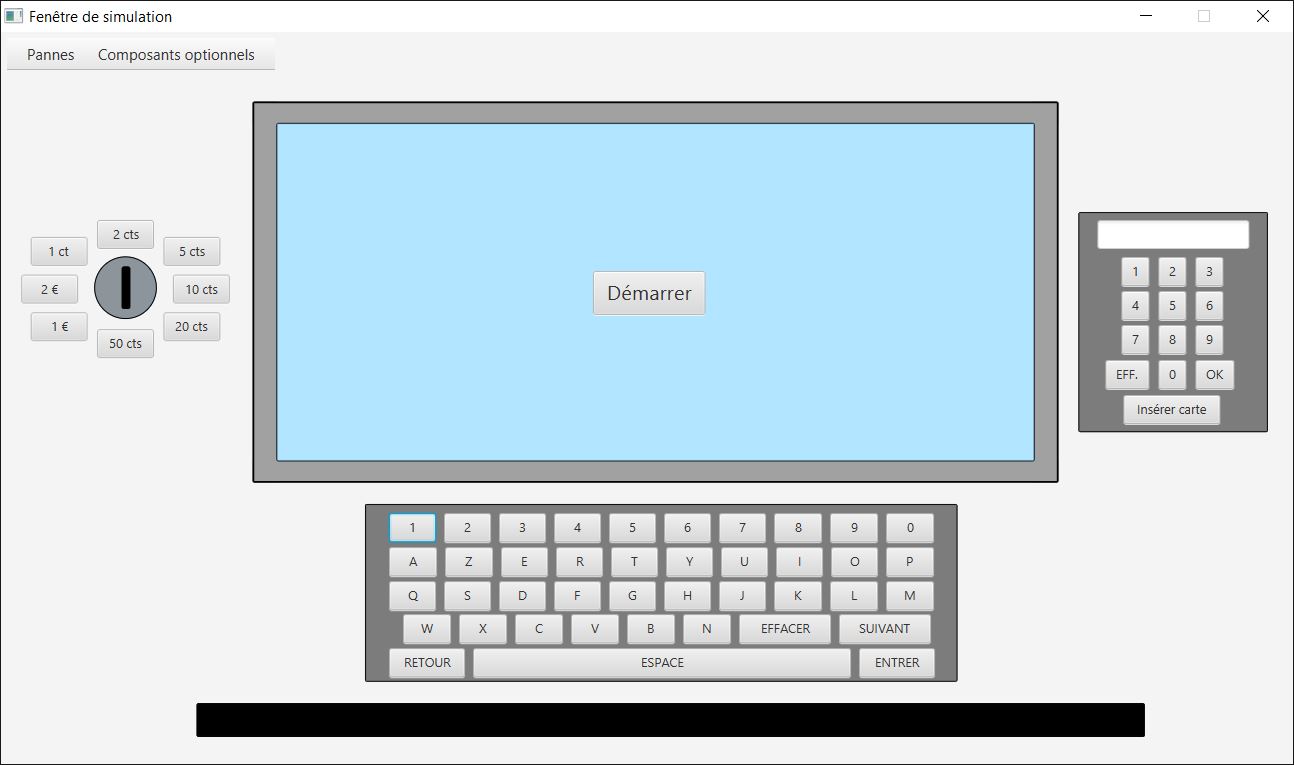 Fenêtre de simulation
Pannes Composants optionnels
2 cts
1 ct 5 cts
2 € 10 cts
1 € 20 cts
50 cts
Démarrer
1 2 3
4 5 6
7 8 9
EFF. 0 OK
Insérer carte
1 2 3 4 5 6 7 8 9 0
A Z E R T Y U I O P
Q S D F G H J K L M
W X C V B N EFFACER SUIVANT
RETOUR ESPACE ENTRER